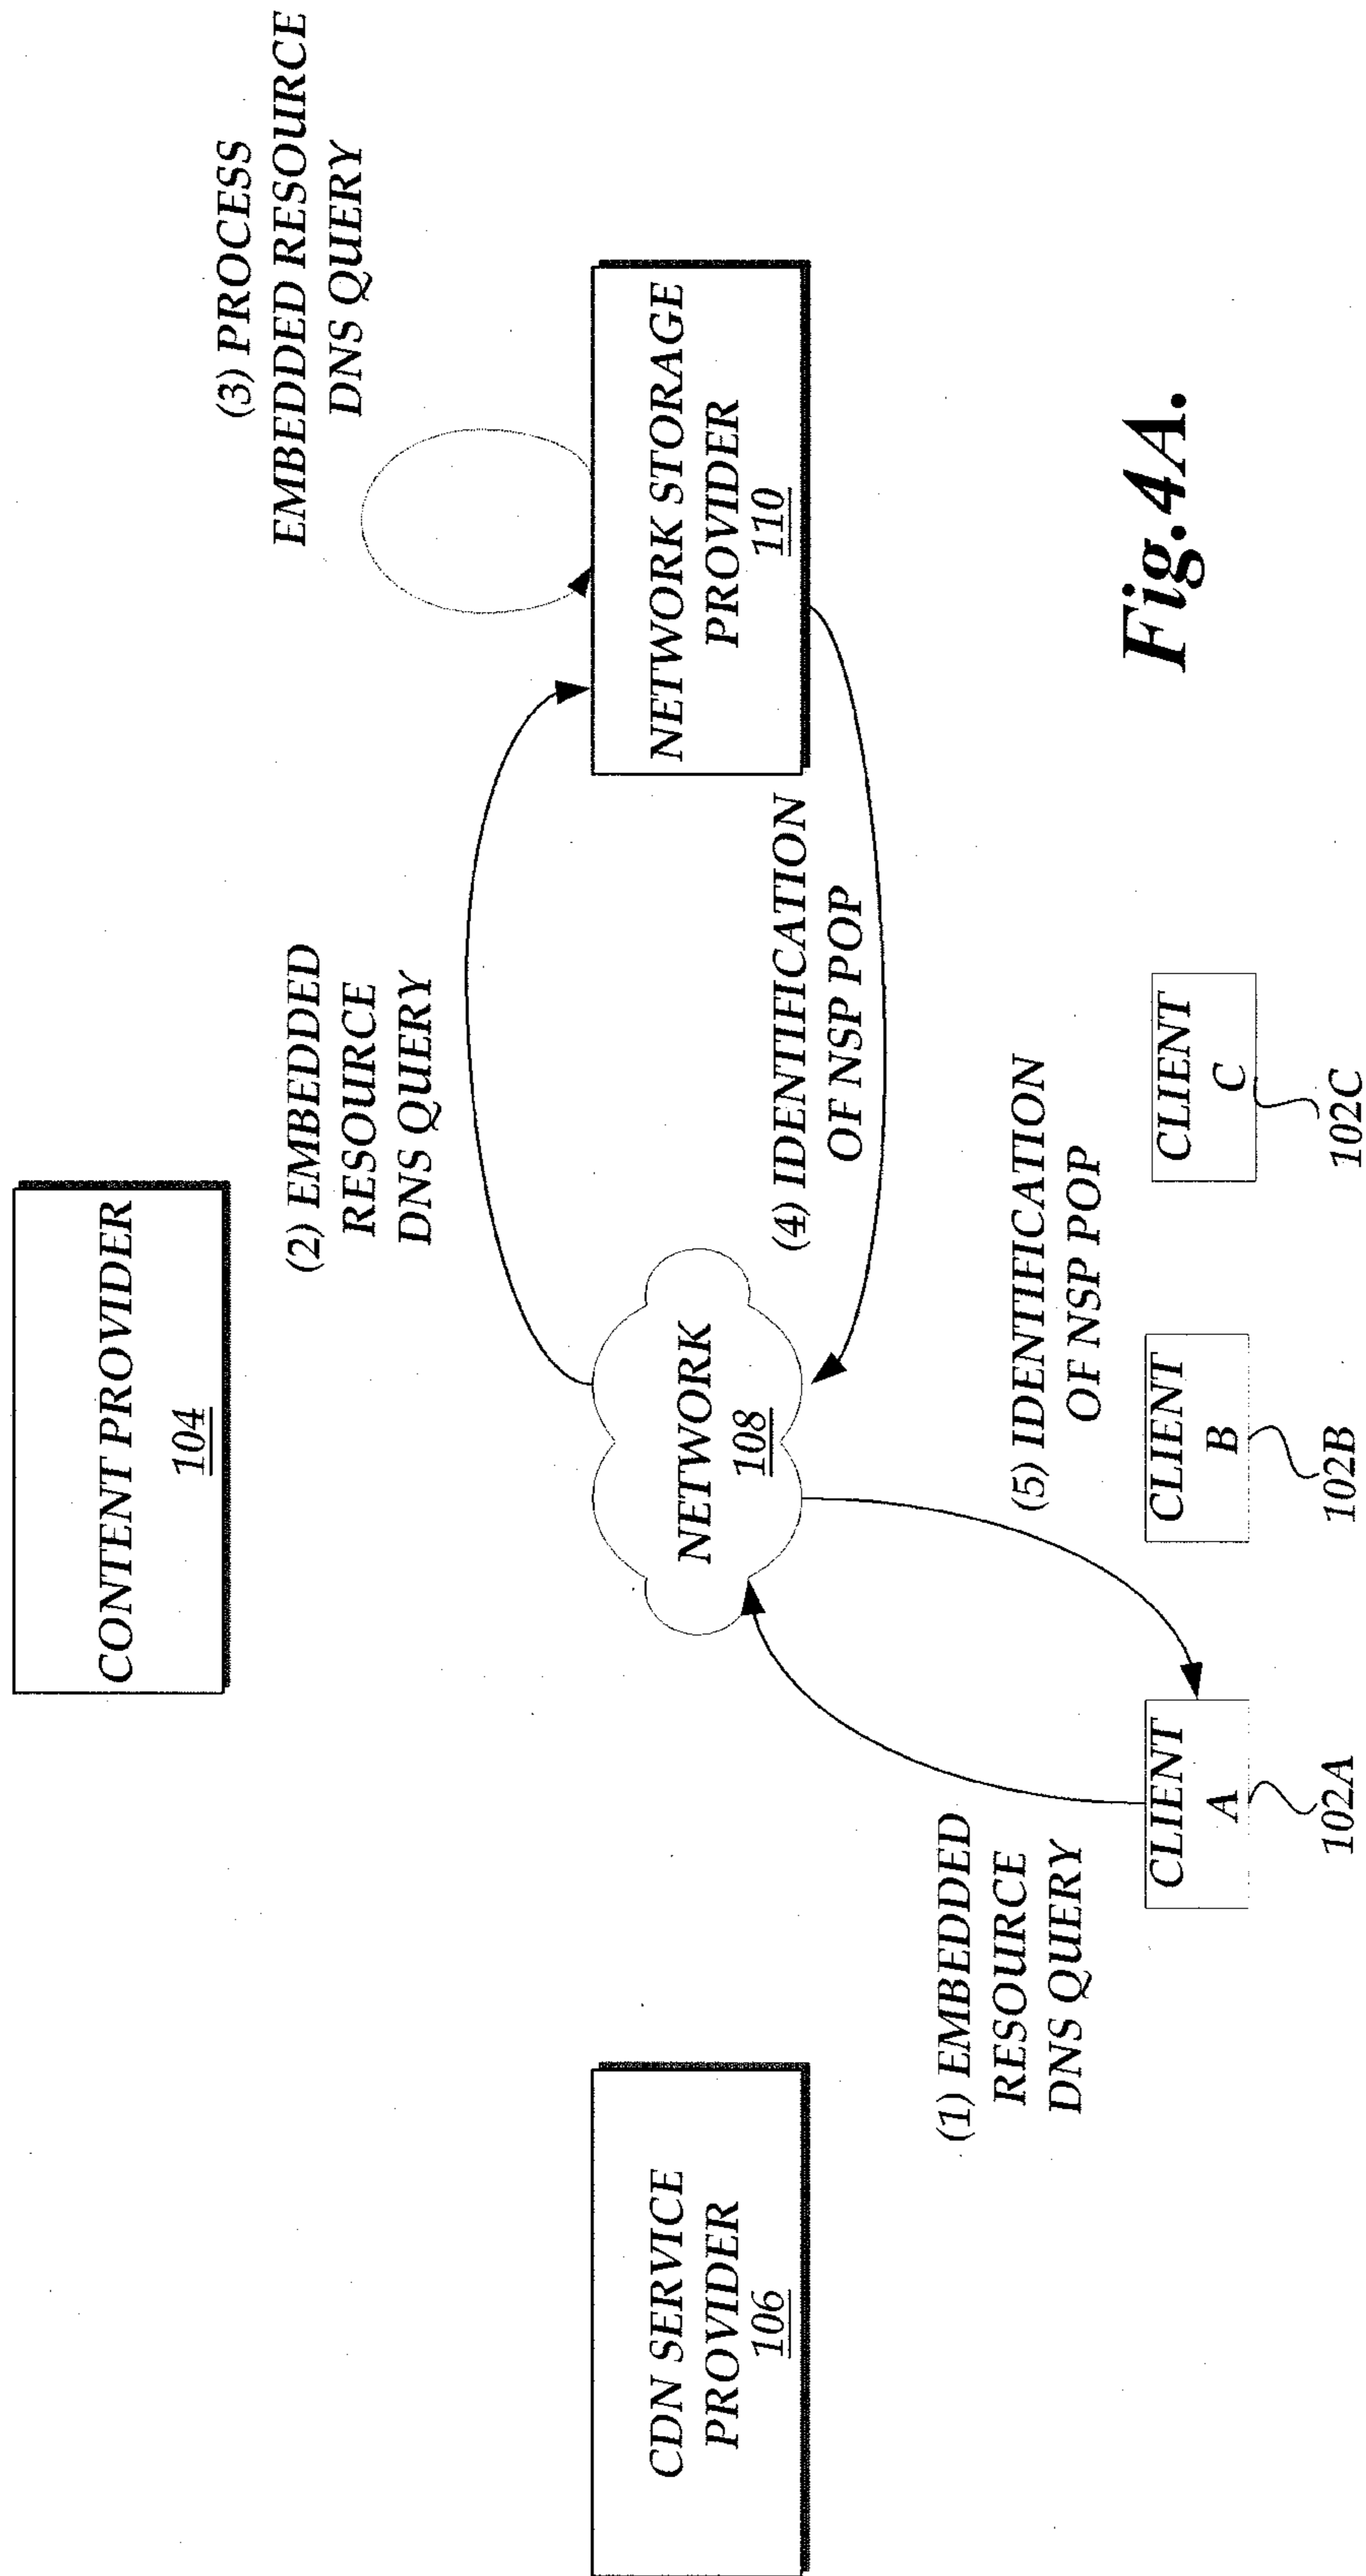 CONTENT PROVIDER
104
(3) PROCESS
EMBEDDED RESOURCE
DNS QUERY
(2) EMBEDDED
RESOURCE
DNS QUERY
CDN SERVICE
PROVIDER
106
NETWORK
108
NETWORK STORAGE
PROVIDER
110
(4) IDENTIFICATION
OF NSP POP
(1) EMBEDDED
RESOURCE
DNS QUERY
(5) IDENTIFICATION
OF NSP POP
CLIENT
A
102A
CLIENT
B
102B
CLIENT
C
102C
Fig.4A.